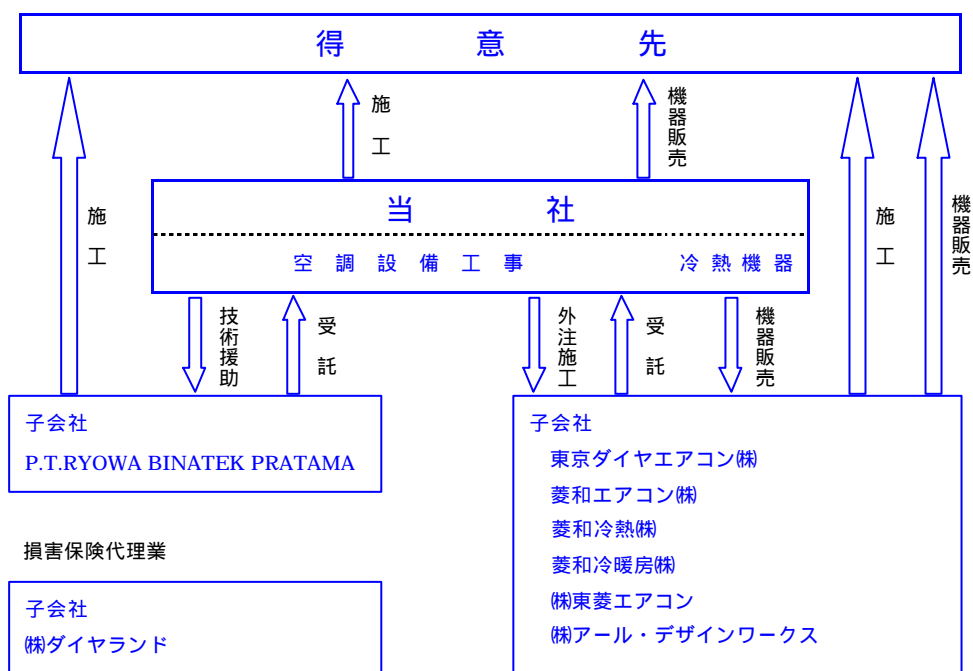 得意先
施工
機器販売
当社
空調設備工事 冷熱機器
施工
施工
機器販売
技術援助
受託
外注施工
受託
機器販売
子会社
P.T.RYOWA BINATEK PRATAMA
子会社
東京ダイヤエアコン㈱
菱和エアコン㈱
菱和冷熱㈱
菱和冷暖房㈱
㈱東菱エアコン
㈱アール・デザインワークス
損害保険代理業
子会社
㈱ダイヤランド